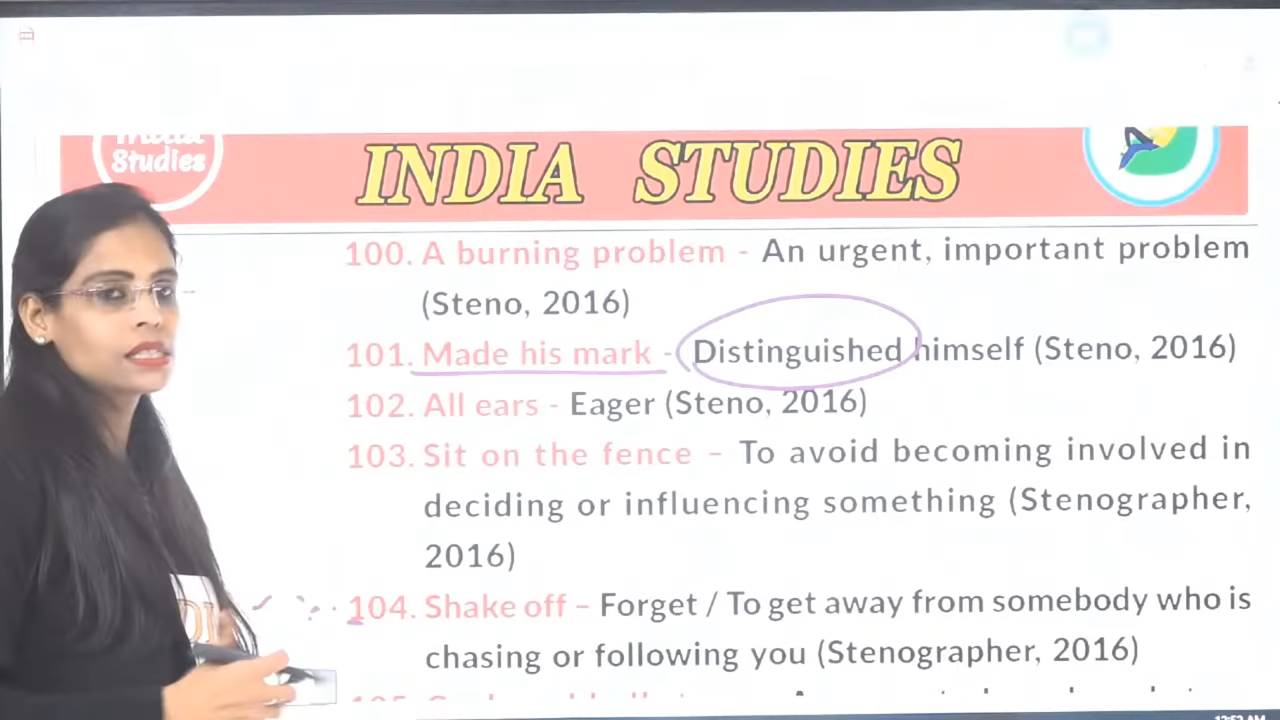 India
Studies
INDIA STUDIES
100. A burning problem - An urgent, important problem
(Steno, 2016)
101. Made his mark - Distinguished himself (Steno, 2016)
102. All ears - Eager (Steno, 2016)
103. Sit on the fence – To avoid becoming involved in
deciding or influencing something (Stenographer,
2016)
104. Shake off – Forget / To get away from somebody who is
chasing or following you (Stenographer, 2016)